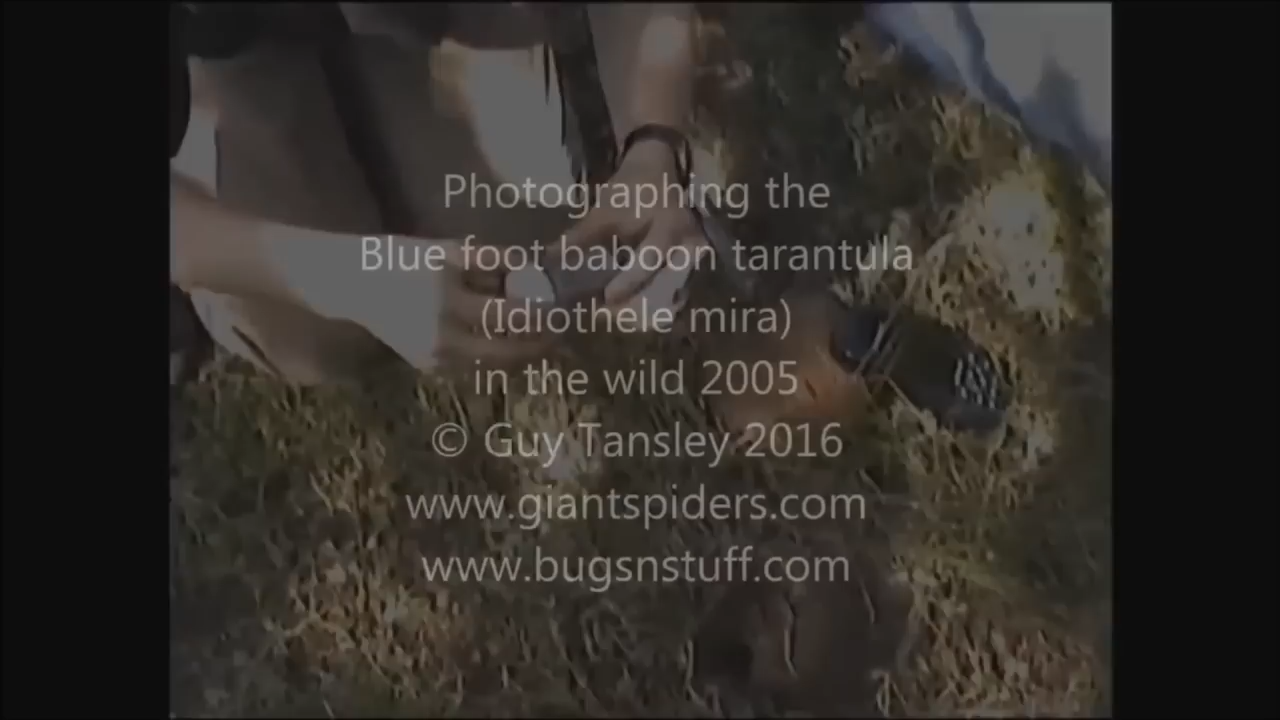 Photographing the
Blue foot baboon tarantula
(Idiothele mira)
in the wild 2005
© Guy Tansley 2016
www.giantspiders.com
www.bugsnstuff.com